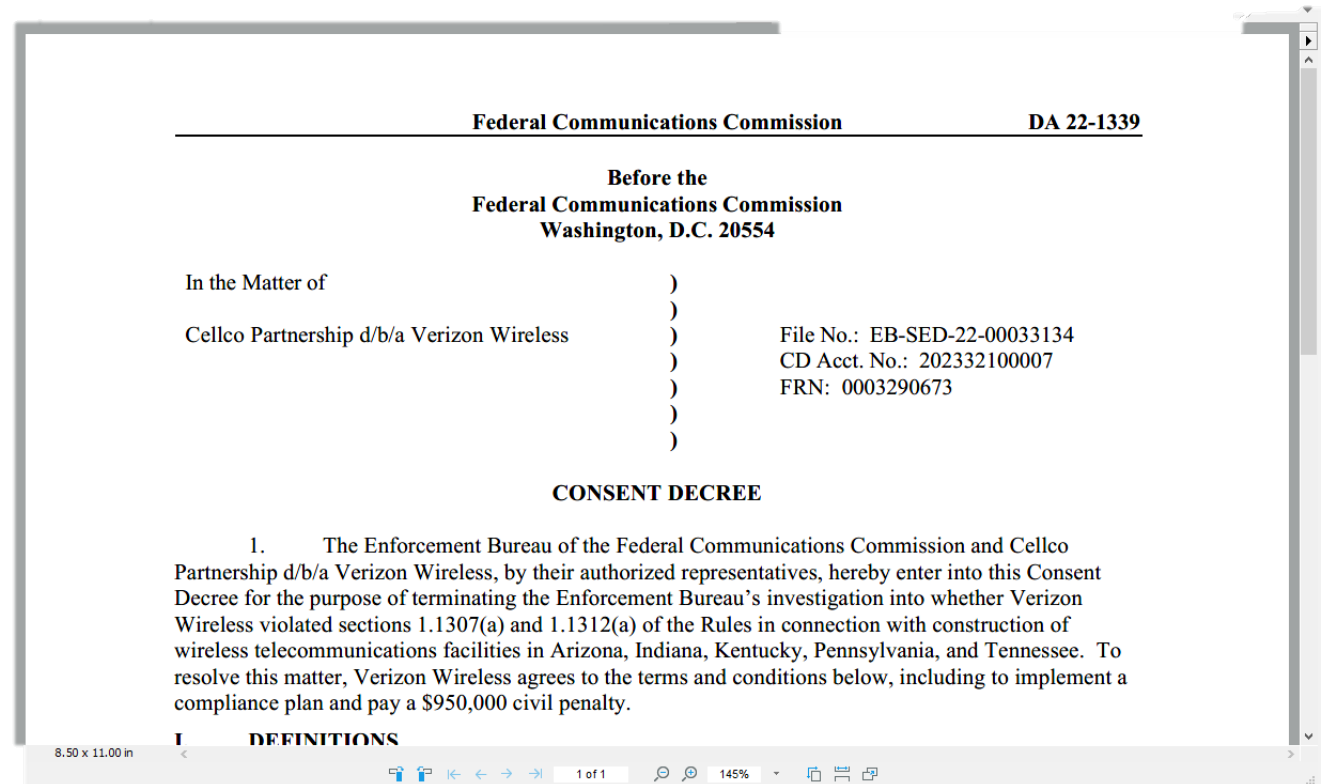 Federal Communications Commission DA 22-1339
Before the
Federal Communications Commission
Washington, D.C. 20554
In the Matter of )
)
Cellco Partnership d/b/a Verizon Wireless ) File No.: EB-SED-22-00033134
) CD Acct. No.: 202332100007
) FRN: 0003290673
)
)
CONSENT DECREE
1. The Enforcement Bureau of the Federal Communications Commission and Cellco
Partnership d/b/a Verizon Wireless, by their authorized representatives, hereby enter into this Consent
Decree for the purpose of terminating the Enforcement Bureau’s investigation into whether Verizon
Wireless violated sections 1.1307(a) and 1.1312(a) of the Rules in connection with construction of
wireless telecommunications facilities in Arizona, Indiana, Kentucky, Pennsylvania, and Tennessee. To
resolve this matter, Verizon Wireless agrees to the terms and conditions below, including to implement a
compliance plan and pay a $950,000 civil penalty.
I. DEFINITIONS
8.50 x 11.00 in
1 of 1 145%